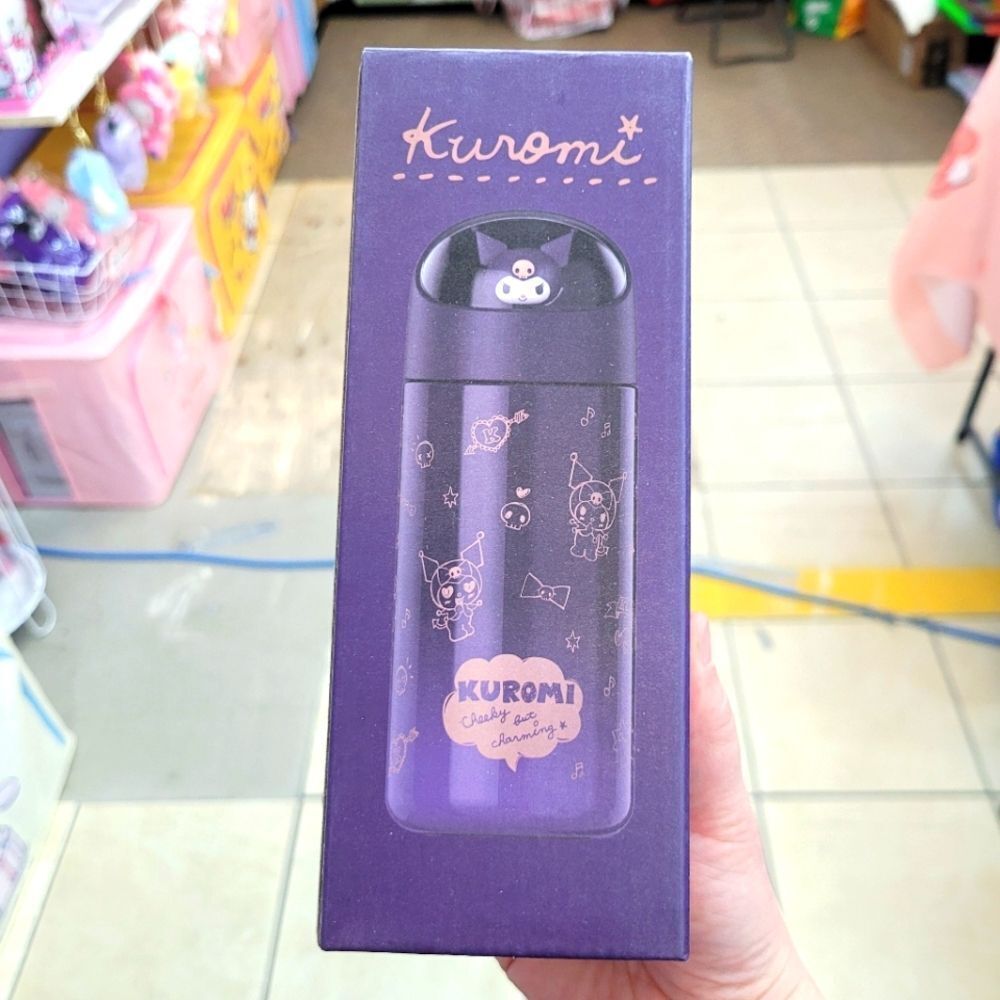 Kuromi
K
KUROMI
Cheeky but
charming